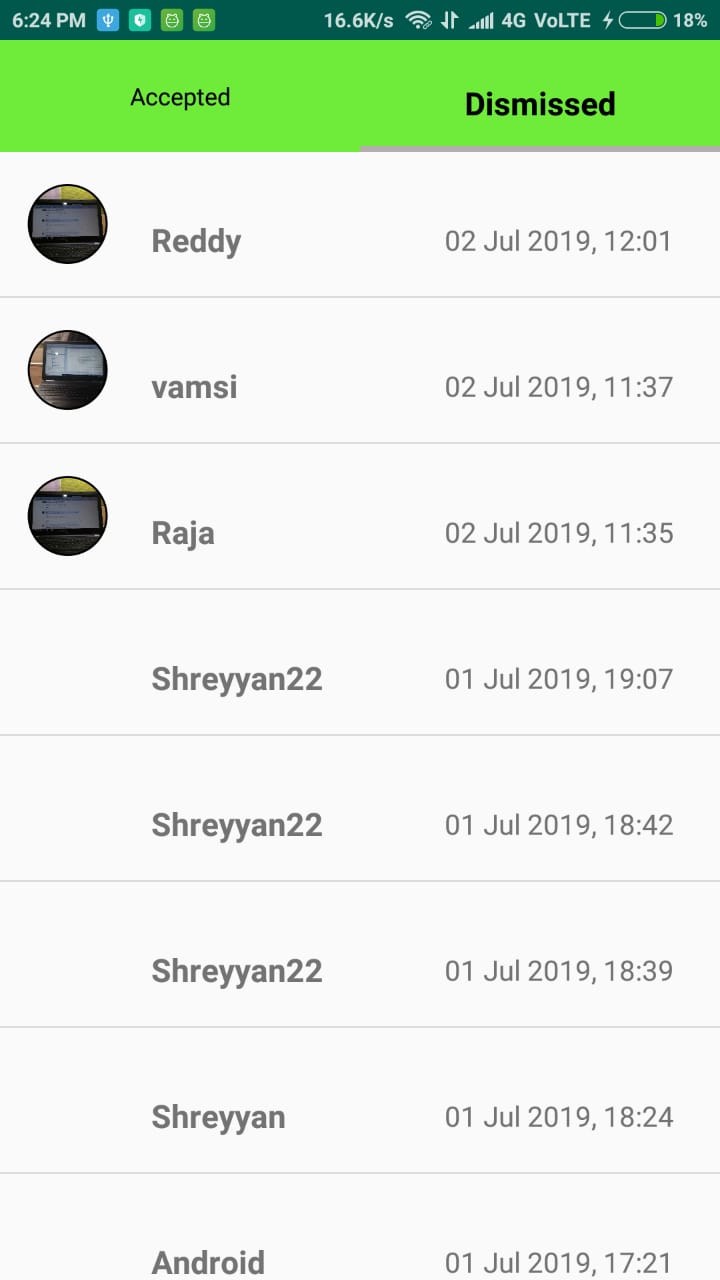 6:24 PM 16.6K/s 4G VoLTE 18%
Accepted Dismissed
Reddy 02 Jul 2019, 12:01
vamsi 02 Jul 2019, 11:37
Raja 02 Jul 2019, 11:35
Shreyyan22 01 Jul 2019, 19:07
Shreyyan22 01 Jul 2019, 18:42
Shreyyan22 01 Jul 2019, 18:39
Shreyyan 01 Jul 2019, 18:24
Android 01 Jul 2019, 17:21